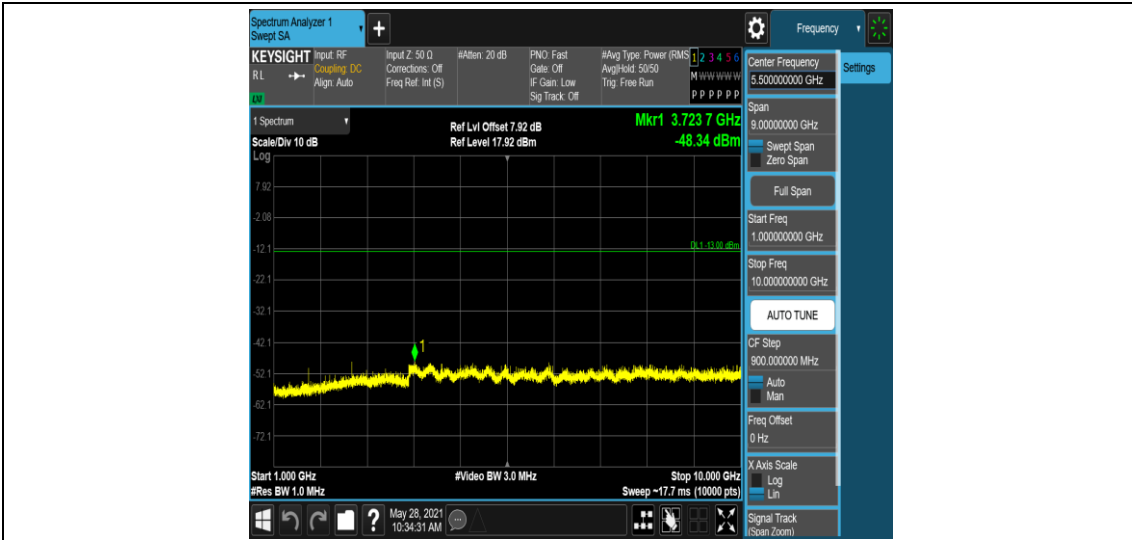 Spectrum Analyzer 1
Swept SA
+
Frequency
KEYSIGHT
RL
LXI
Input: RF
Coupling: DC
Align: Auto
Input Z: 50 Ω
Corrections: Off
Freq Ref: Int (S)
#Atten: 20 dB
PNO: Fast
Gate: Off
IF Gain: Low
Sig Track: Off
#Avg Type: Power (RMS
Avg|Hold: 50/50
Trig: Free Run
1 2 3 4 5 6
M W W W W W
P P P P P P
1 Spectrum
Scale/Div 10 dB
Ref Lvl Offset 7.92 dB
Ref Level 17.92 dBm
Mkr1 3.723 7 GHz
-48.34 dBm
Log
7.92
-2.08
-12.1
DL1 -13.00 dBm
-22.1
-32.1
-42.1
1
-52.1
-62.1
-72.1
Start 1.000 GHz
#Res BW 1.0 MHz
#Video BW 3.0 MHz
Stop 10.000 GHz
Sweep ~17.7 ms (10000 pts)
Center Frequency
5.500000000 GHz
Settings
Span
9.00000000 GHz
Swept Span
Zero Span
Full Span
Start Freq
1.000000000 GHz
Stop Freq
10.000000000 GHz
AUTO TUNE
CF Step
900.000000 MHz
Auto
Man
Freq Offset
0 Hz
X Axis Scale
Log
Lin
Signal Track
(Span Zoom)
?
May 28, 2021
10:34:31 AM